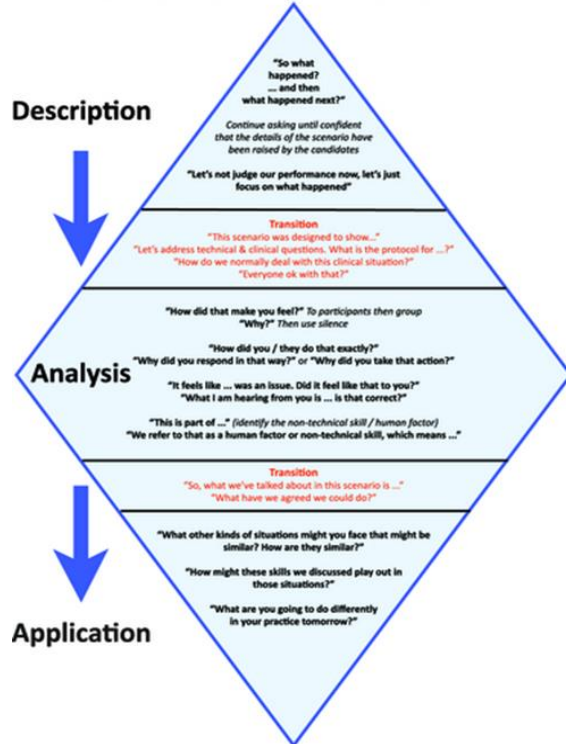 "So what
happened?
... and then
what happened next?"
Description
Continue asking until confident
that the details of the scenario have
been raised by the candidates
"Let's not judge our performance now, let's just
focus on what happened"
Transition
"This scenario was designed to show..."
"Let's address technical & clinical questions. What is the protocol for ...?"
"How do we normally deal with this clinical situation?"
"Everyone ok with that?"
"How did that make you feel?" To participants then group
"Why?" Then use silence
"How did you / they do that exactly?"
"Why did you respond in that way?" or "Why did you take that action?"
Analysis
"It feels like ... was an issue. Did it feel like that to you?"
"What I am hearing from you is ... is that correct?"
"This is part of ..." (identify the non-technical skill / human factor)
"We refer to that as a human factor or non-technical skill, which means ..."
Transition
"So, what we've talked about in this scenario is ..."
"What have we agreed we could do?"
"What other kinds of situations might you face that might be
similar? How are they similar?"
"How might these skills we discussed play out in
those situations?"
"What are you going to do differently
in your practice tomorrow?"
Application